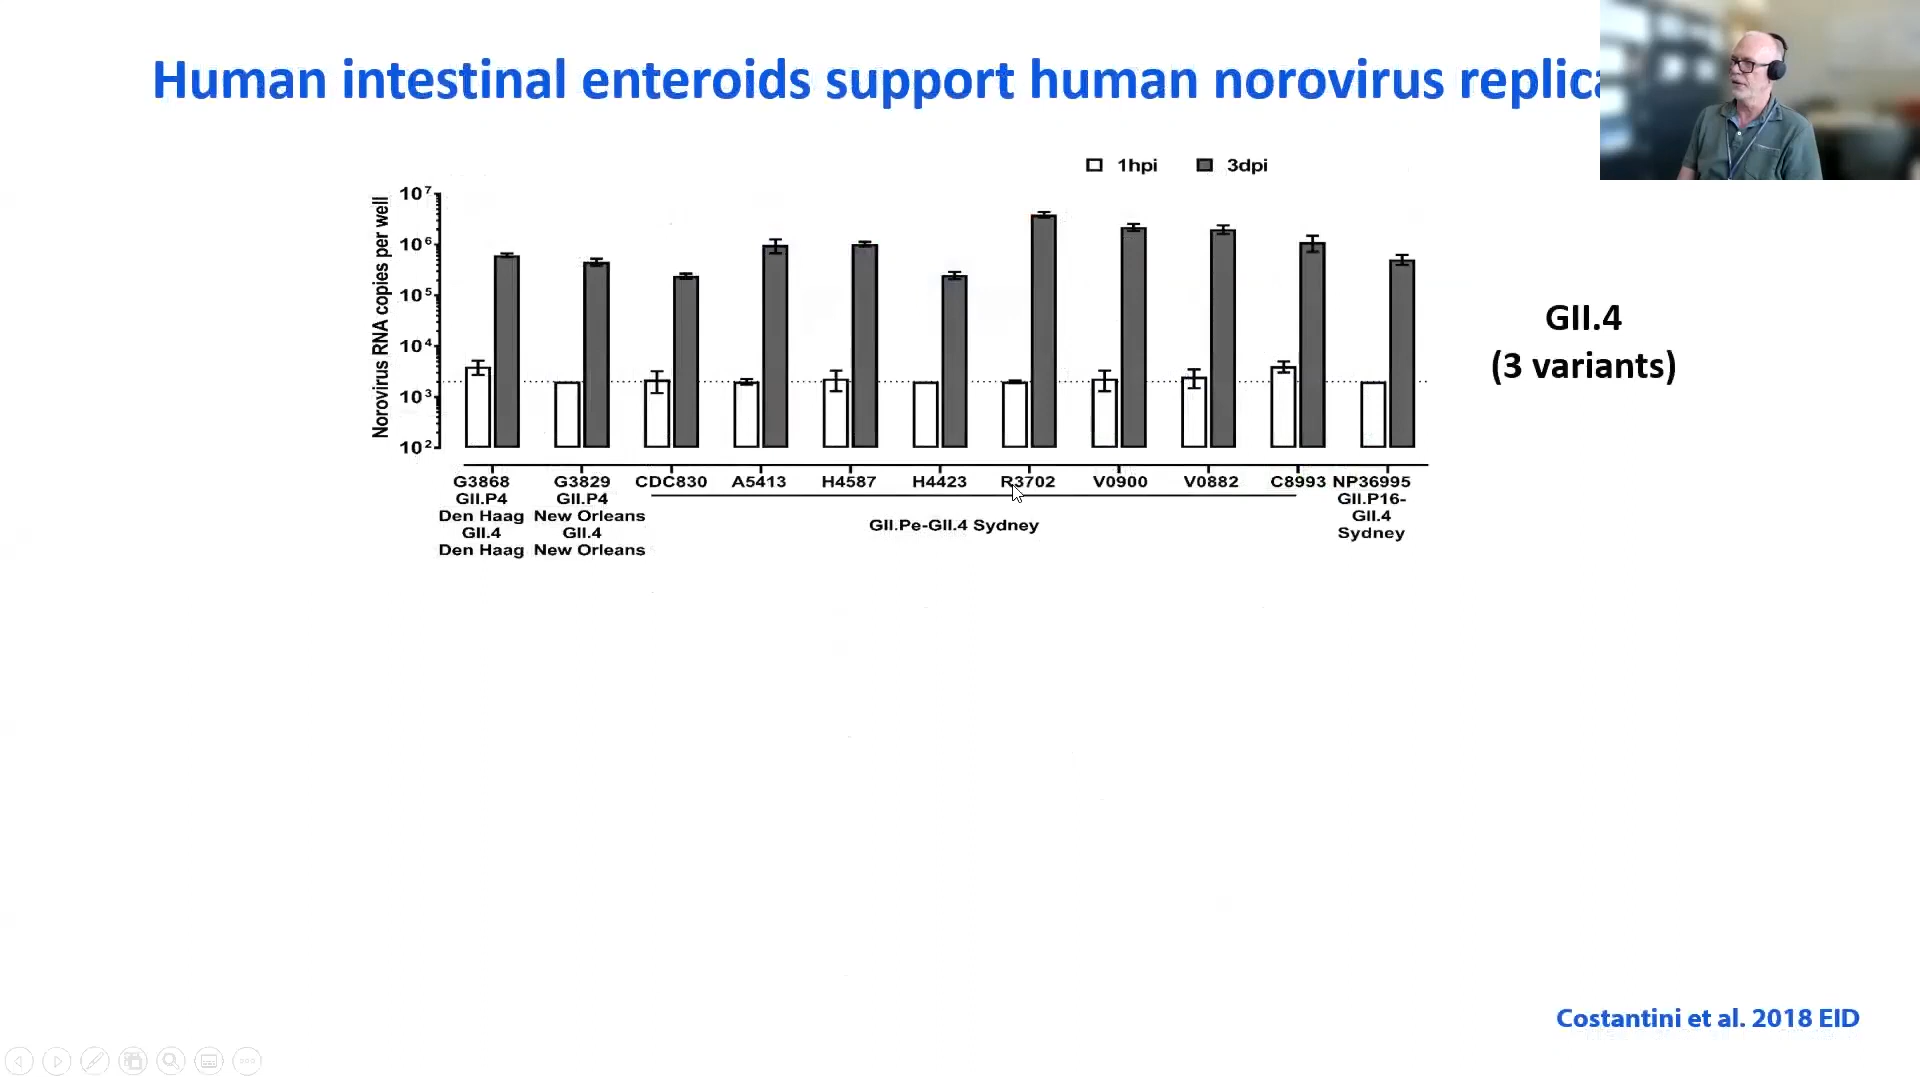 Human intestinal enteroids support human norovirus replica
1hpi 3dpi
Norovirus RNA copies per well
10⁷
10⁶
10⁵
10⁴
10³
10²
G3868 G3829 CDC830 A5413 H4587 H4423 R3702 V0900 V0882 C8993 NP36995
GII.P4 GII.P4 GII.P16-
Den Haag New Orleans GII.4
GII.4 GII.4 Sydney
Den Haag New Orleans
GII.Pe-GII.4 Sydney
GII.4
(3 variants)
Costantini et al. 2018 EID